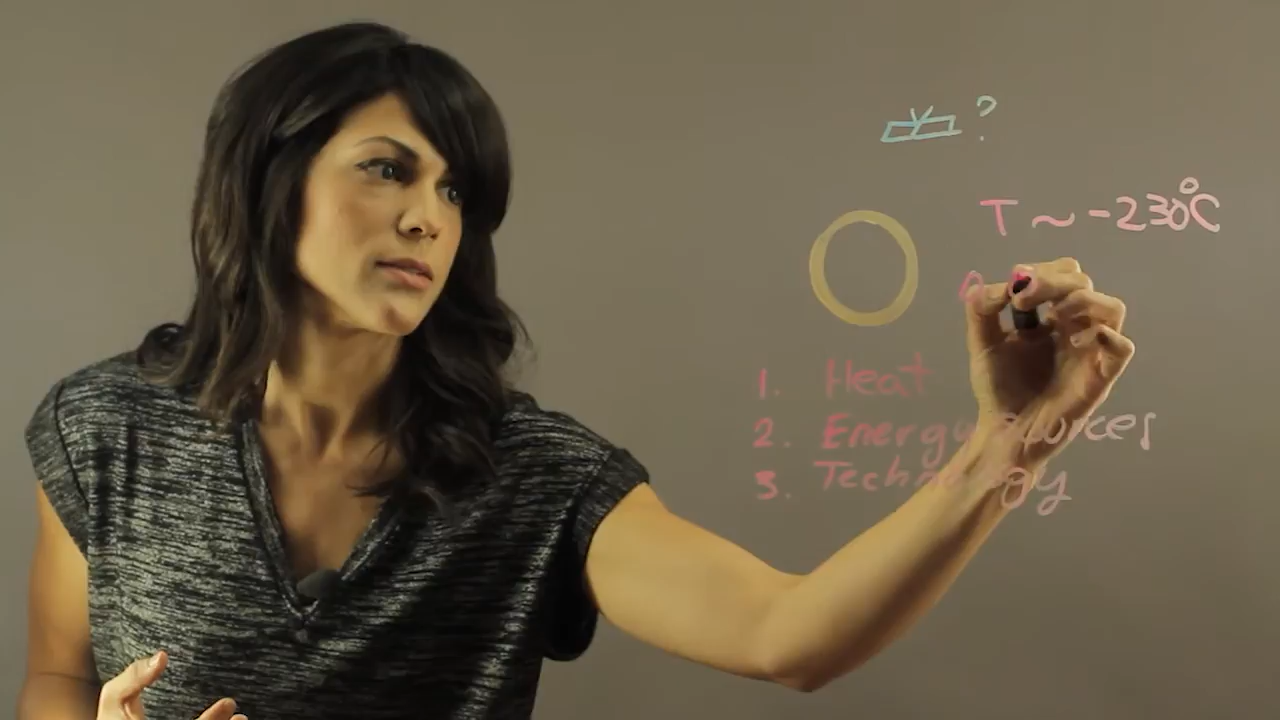 ?
T ~ -230°C
1. Heat
2. Energy sources
3. Technology